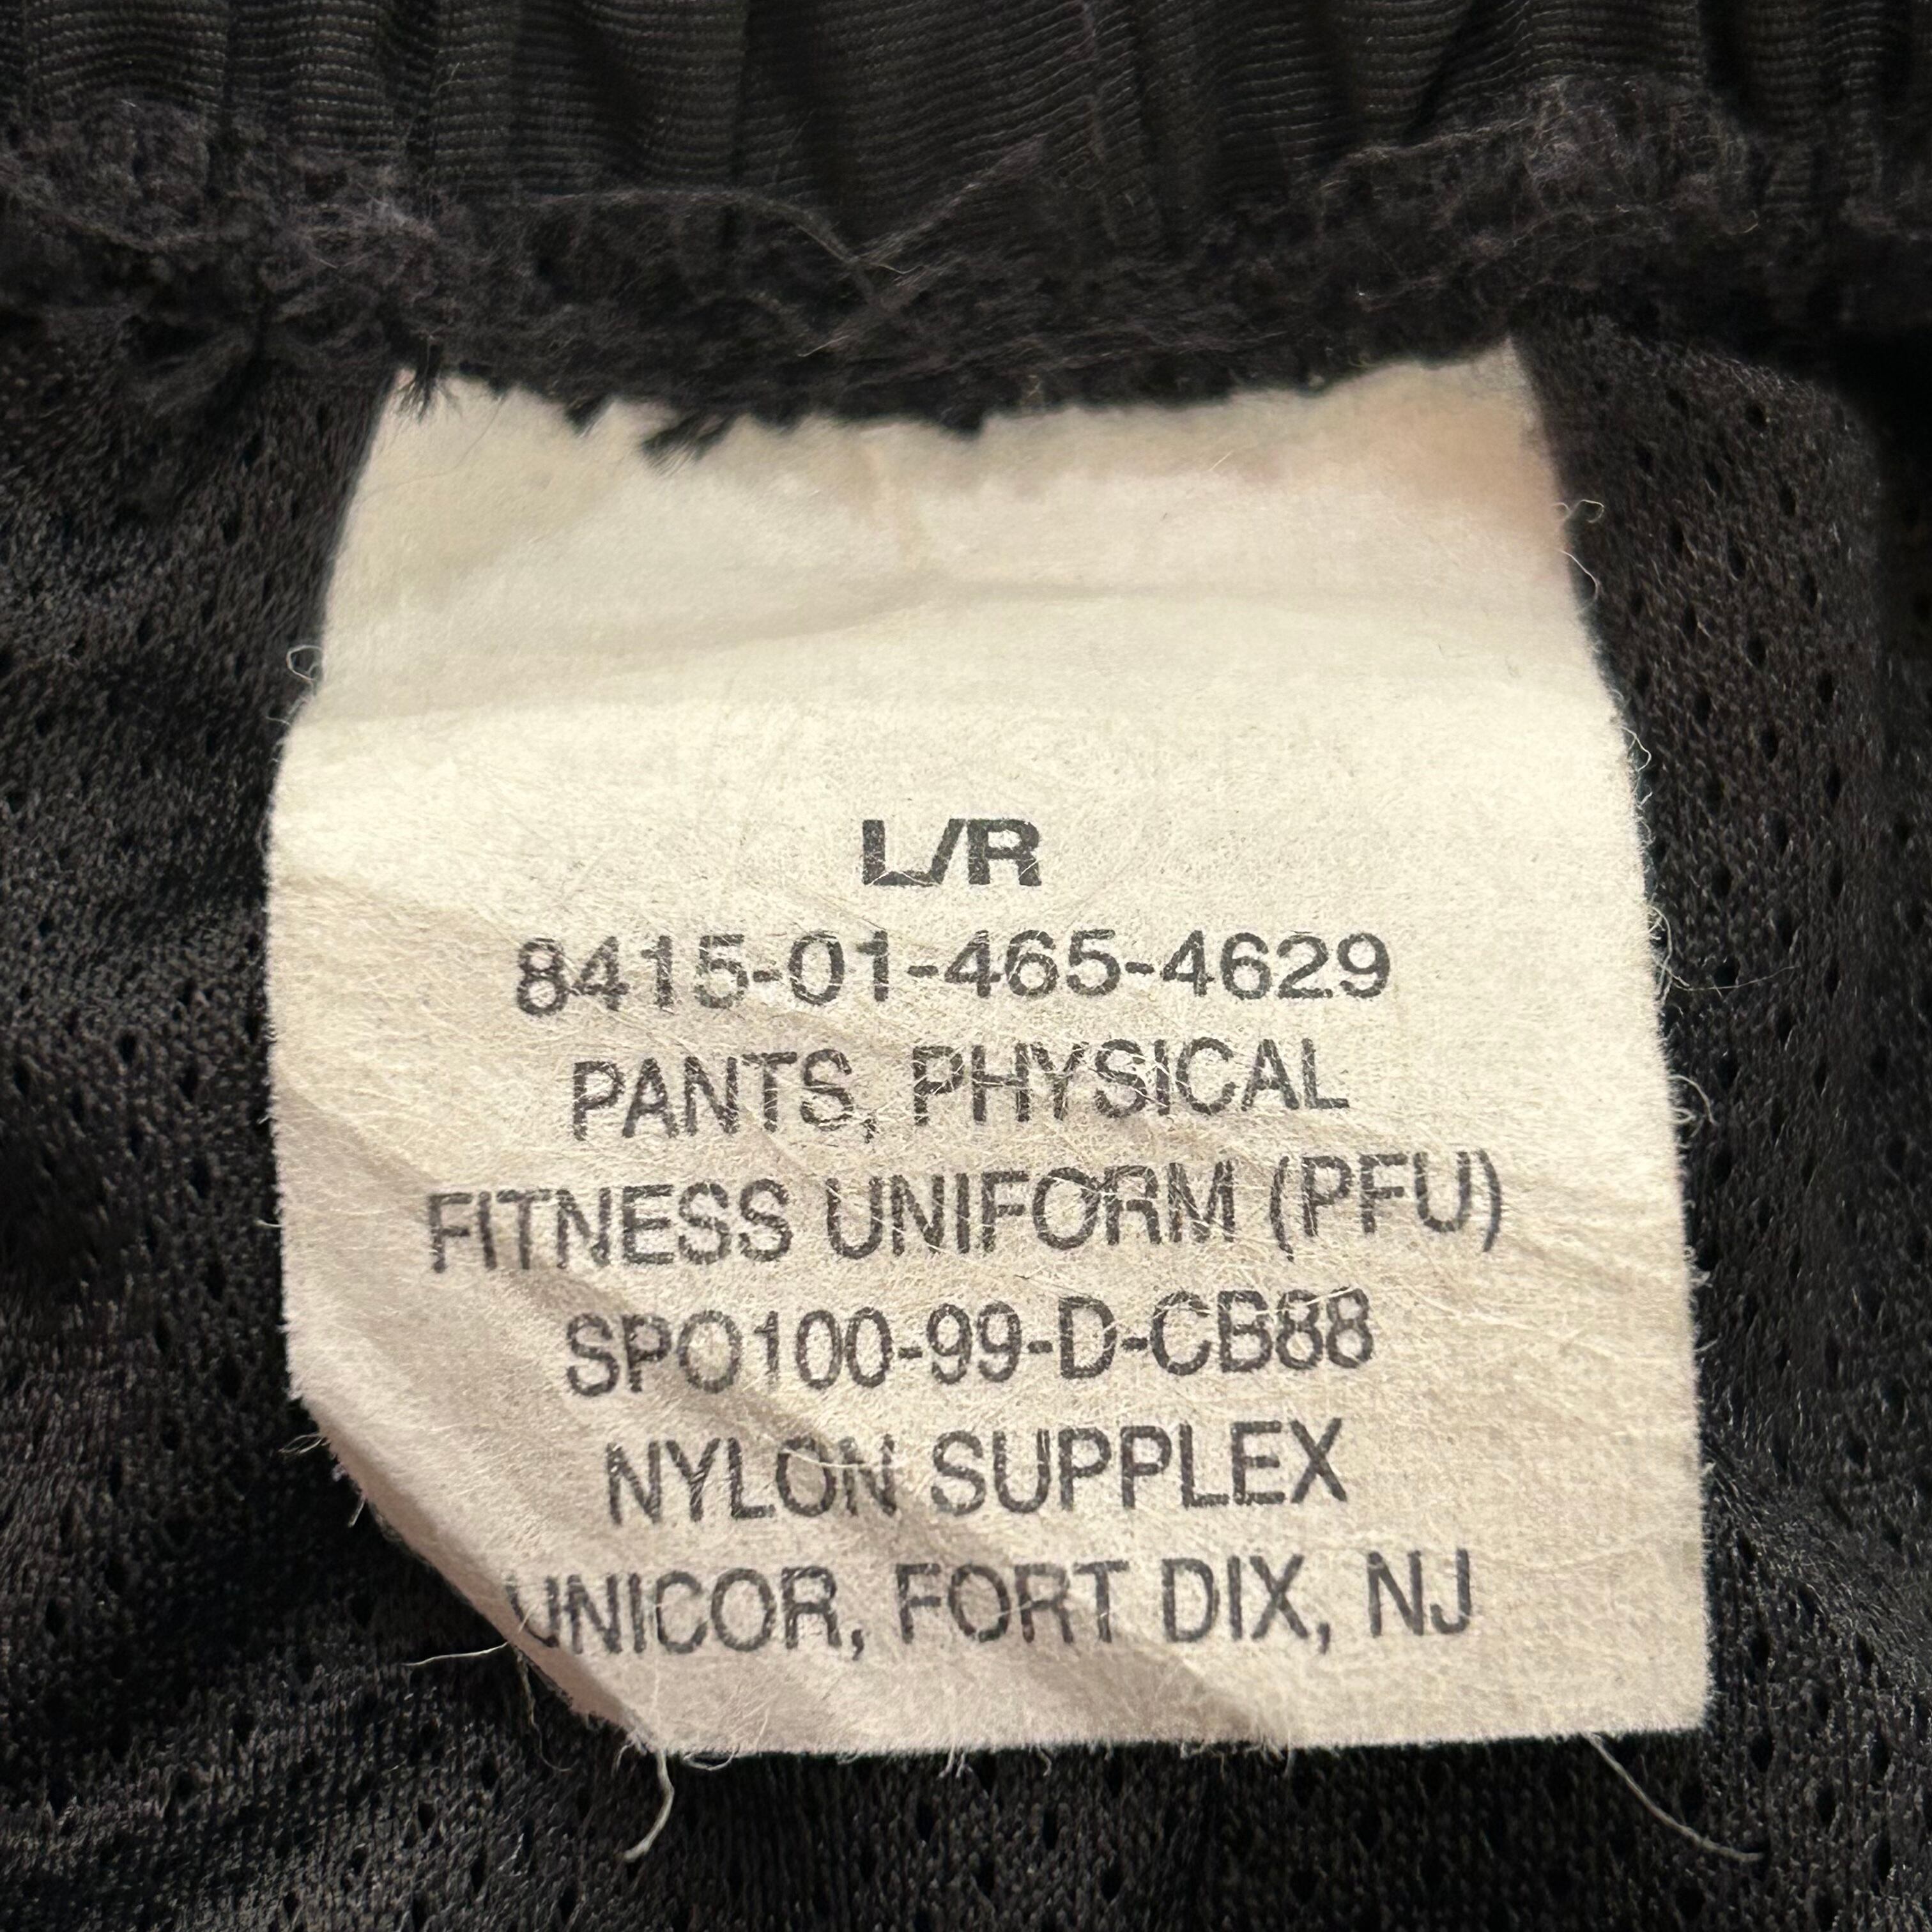 L/R
8415-01-465-4629
PANTS, PHYSICAL
FITNESS UNIFORM (PFU)
SPO100-99-D-CB88
NYLON SUPPLEX
UNICOR, FORT DIX, NJ